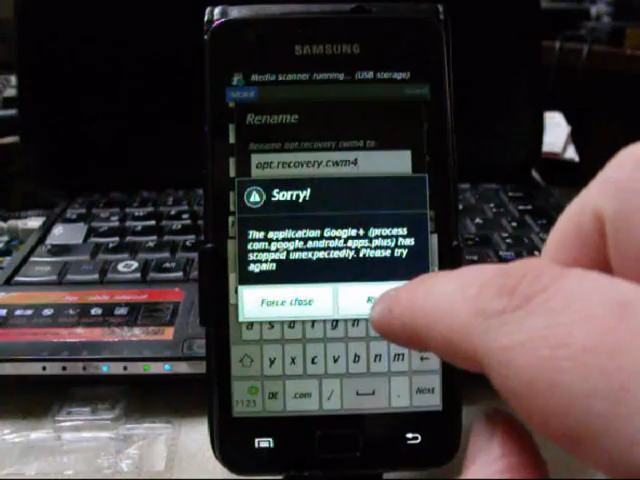 SAMSUNG
Media scanner running... (USB storage)
Rename
Rename opt.recovery.cwm4 to:
opt.recovery.cwm4
Sorry!
The application Google+ (process
com.google.android.apps.plus) has
stopped unexpectedly. Please try
again
Force close
a s d f g h
y x c v b n m
?123 DE .com / . Next